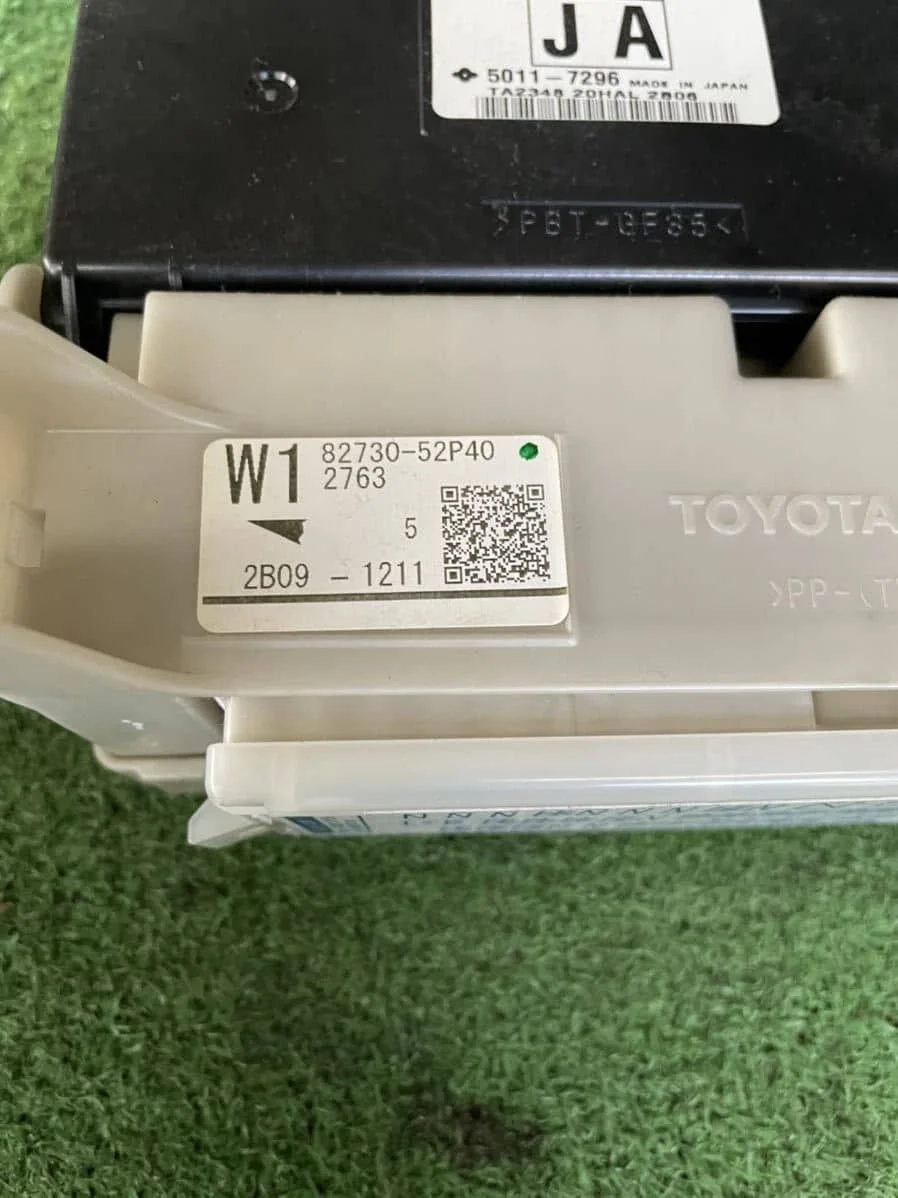 JA
5011-7296 MADE IN JAPAN
TA2348 20HAL 2806
>PBT-GF35<
W1 82730-52P40
2763
5
2B09 - 1211
TOYOTA
>PP-(T